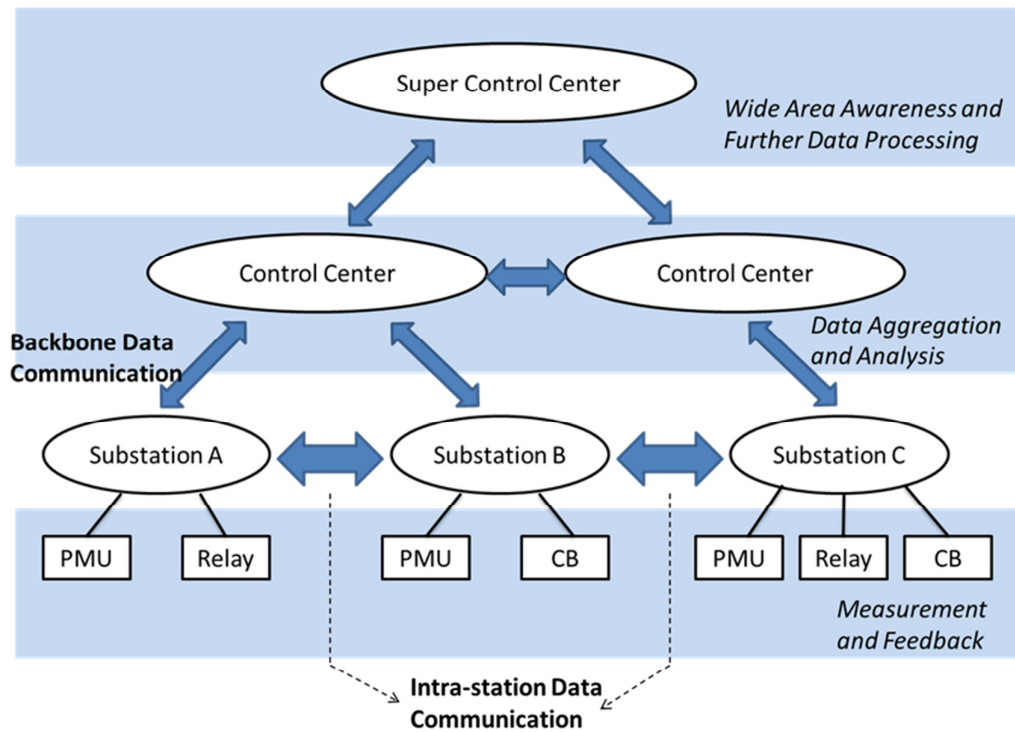 Super Control Center
Wide Area Awareness and
Further Data Processing
Control Center
Control Center
Data Aggregation
and Analysis
Backbone Data
Communication
Substation A
Substation B
Substation C
PMU
Relay
PMU
CB
PMU
Relay
CB
Measurement
and Feedback
Intra-station Data
Communication